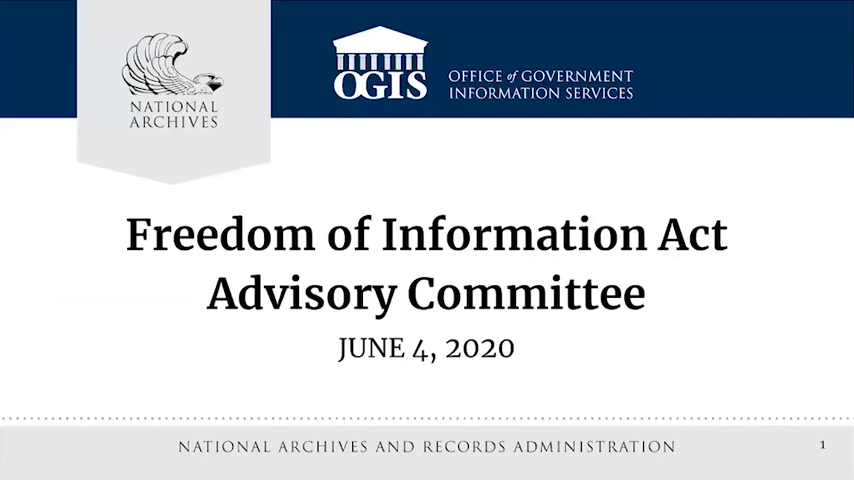 NATIONAL
ARCHIVES
OGIS
OFFICE of GOVERNMENT
INFORMATION SERVICES
Freedom of Information Act
Advisory Committee
JUNE 4, 2020
NATIONAL ARCHIVES AND RECORDS ADMINISTRATION
1